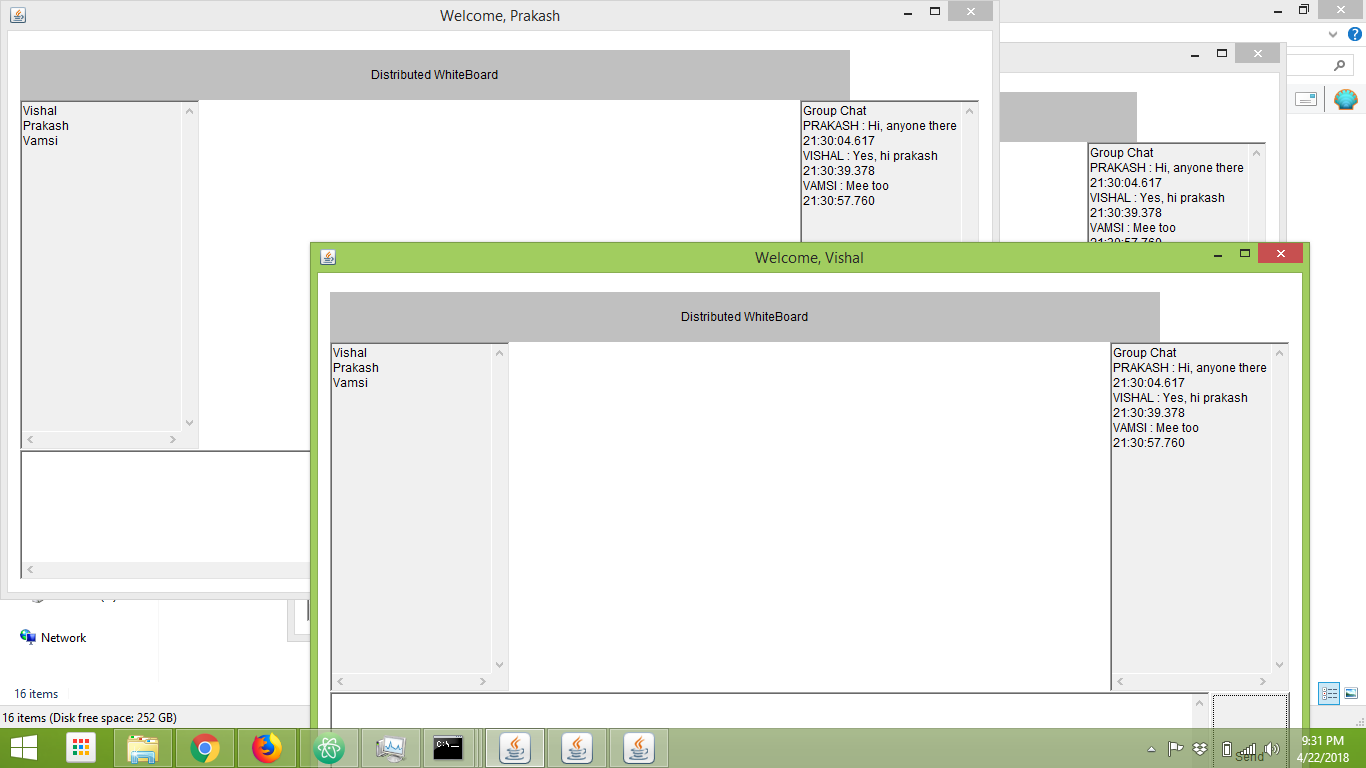 Welcome, Prakash
Distributed WhiteBoard
Vishal
Prakash
Vamsi
Group Chat
PRAKASH : Hi, anyone there
21:30:04.617
VISHAL : Yes, hi prakash
21:30:39.378
VAMSI : Mee too
21:30:57.760
Group Chat
PRAKASH : Hi, anyone there
21:30:04.617
VISHAL : Yes, hi prakash
21:30:39.378
VAMSI : Mee too
21:30:57.760
Welcome, Vishal
Distributed WhiteBoard
Vishal
Prakash
Vamsi
Group Chat
PRAKASH : Hi, anyone there
21:30:04.617
VISHAL : Yes, hi prakash
21:30:39.378
VAMSI : Mee too
21:30:57.760
Network
16 items
16 items (Disk free space: 252 GB)
C:\_
Send
9:31 PM
4/22/2018